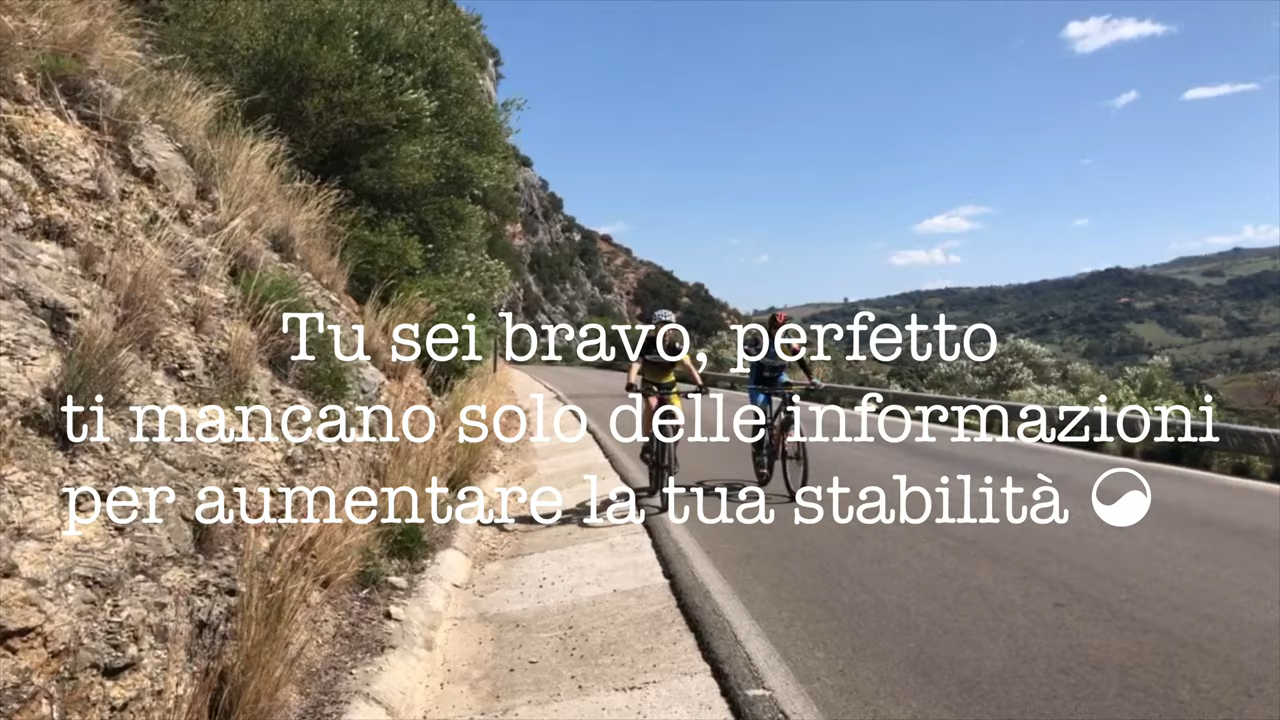 Tu sei bravo, perfetto
ti mancano solo delle informazioni
per aumentare la tua stabilità